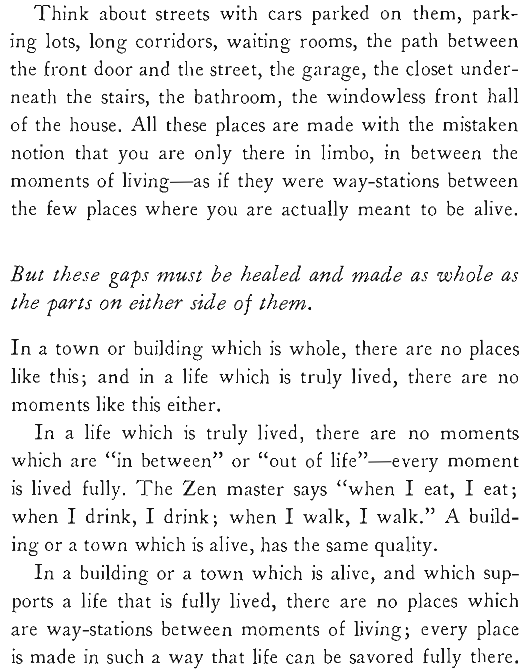 Think about streets with cars parked on them, park-
ing lots, long corridors, waiting rooms, the path between
the front door and the street, the garage, the closet under-
neath the stairs, the bathroom, the windowless front hall
of the house. All these places are made with the mistaken
notion that you are only there in limbo, in between the
moments of living—as if they were way-stations between
the few places where you are actually meant to be alive.
But these gaps must be healed and made as whole as
the parts on either side of them.
In a town or building which is whole, there are no places
like this; and in a life which is truly lived, there are no
moments like this either.
In a life which is truly lived, there are no moments
which are “in between” or “out of life”—every moment
is lived fully. The Zen master says “when I eat, I eat;
when I drink, I drink; when I walk, I walk.” A build-
ing or a town which is alive, has the same quality.
In a building or a town which is alive, and which sup-
ports a life that is fully lived, there are no places which
are way-stations between moments of living; every place
is made in such a way that life can be savored fully there.